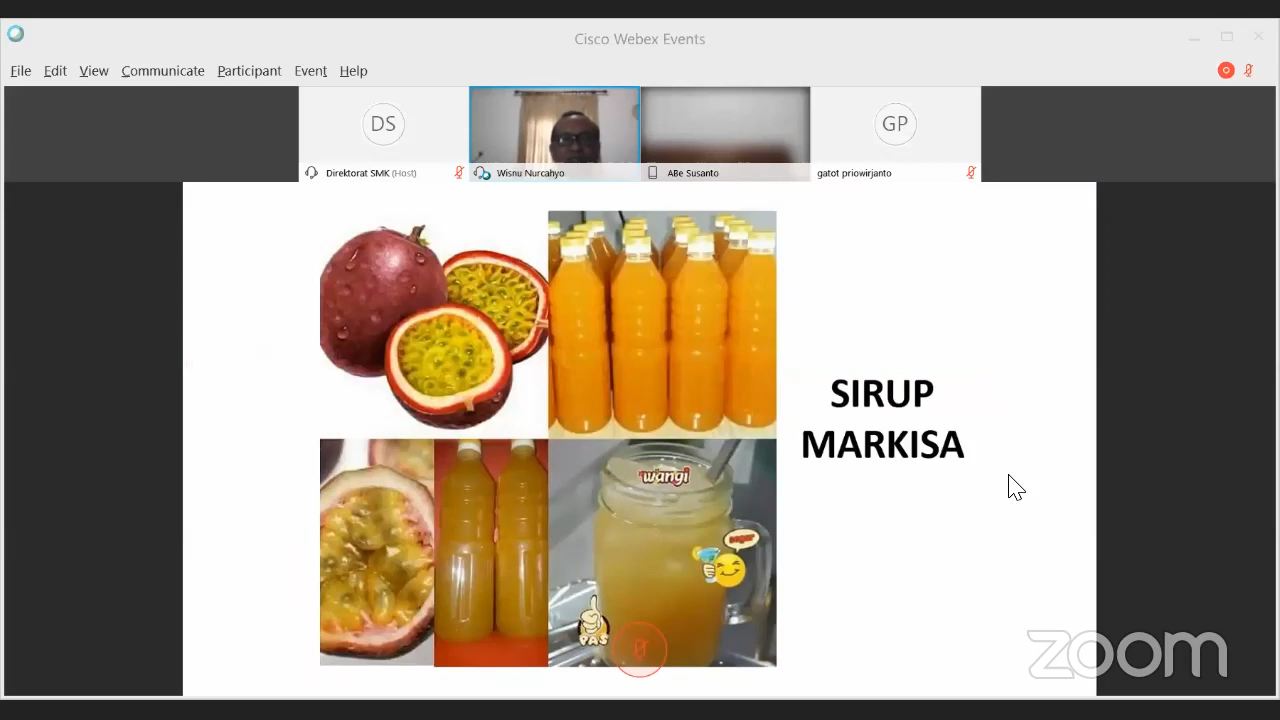 Cisco Webex Events
File Edit View Communicate Participant Event Help
DS
GP
Direktorat SMK (Host)
Wisnu Nurcahyo
ABe Susanto
gatot priowirjanto
SIRUP
MARKISA
wangi
segar
PAS
zoom